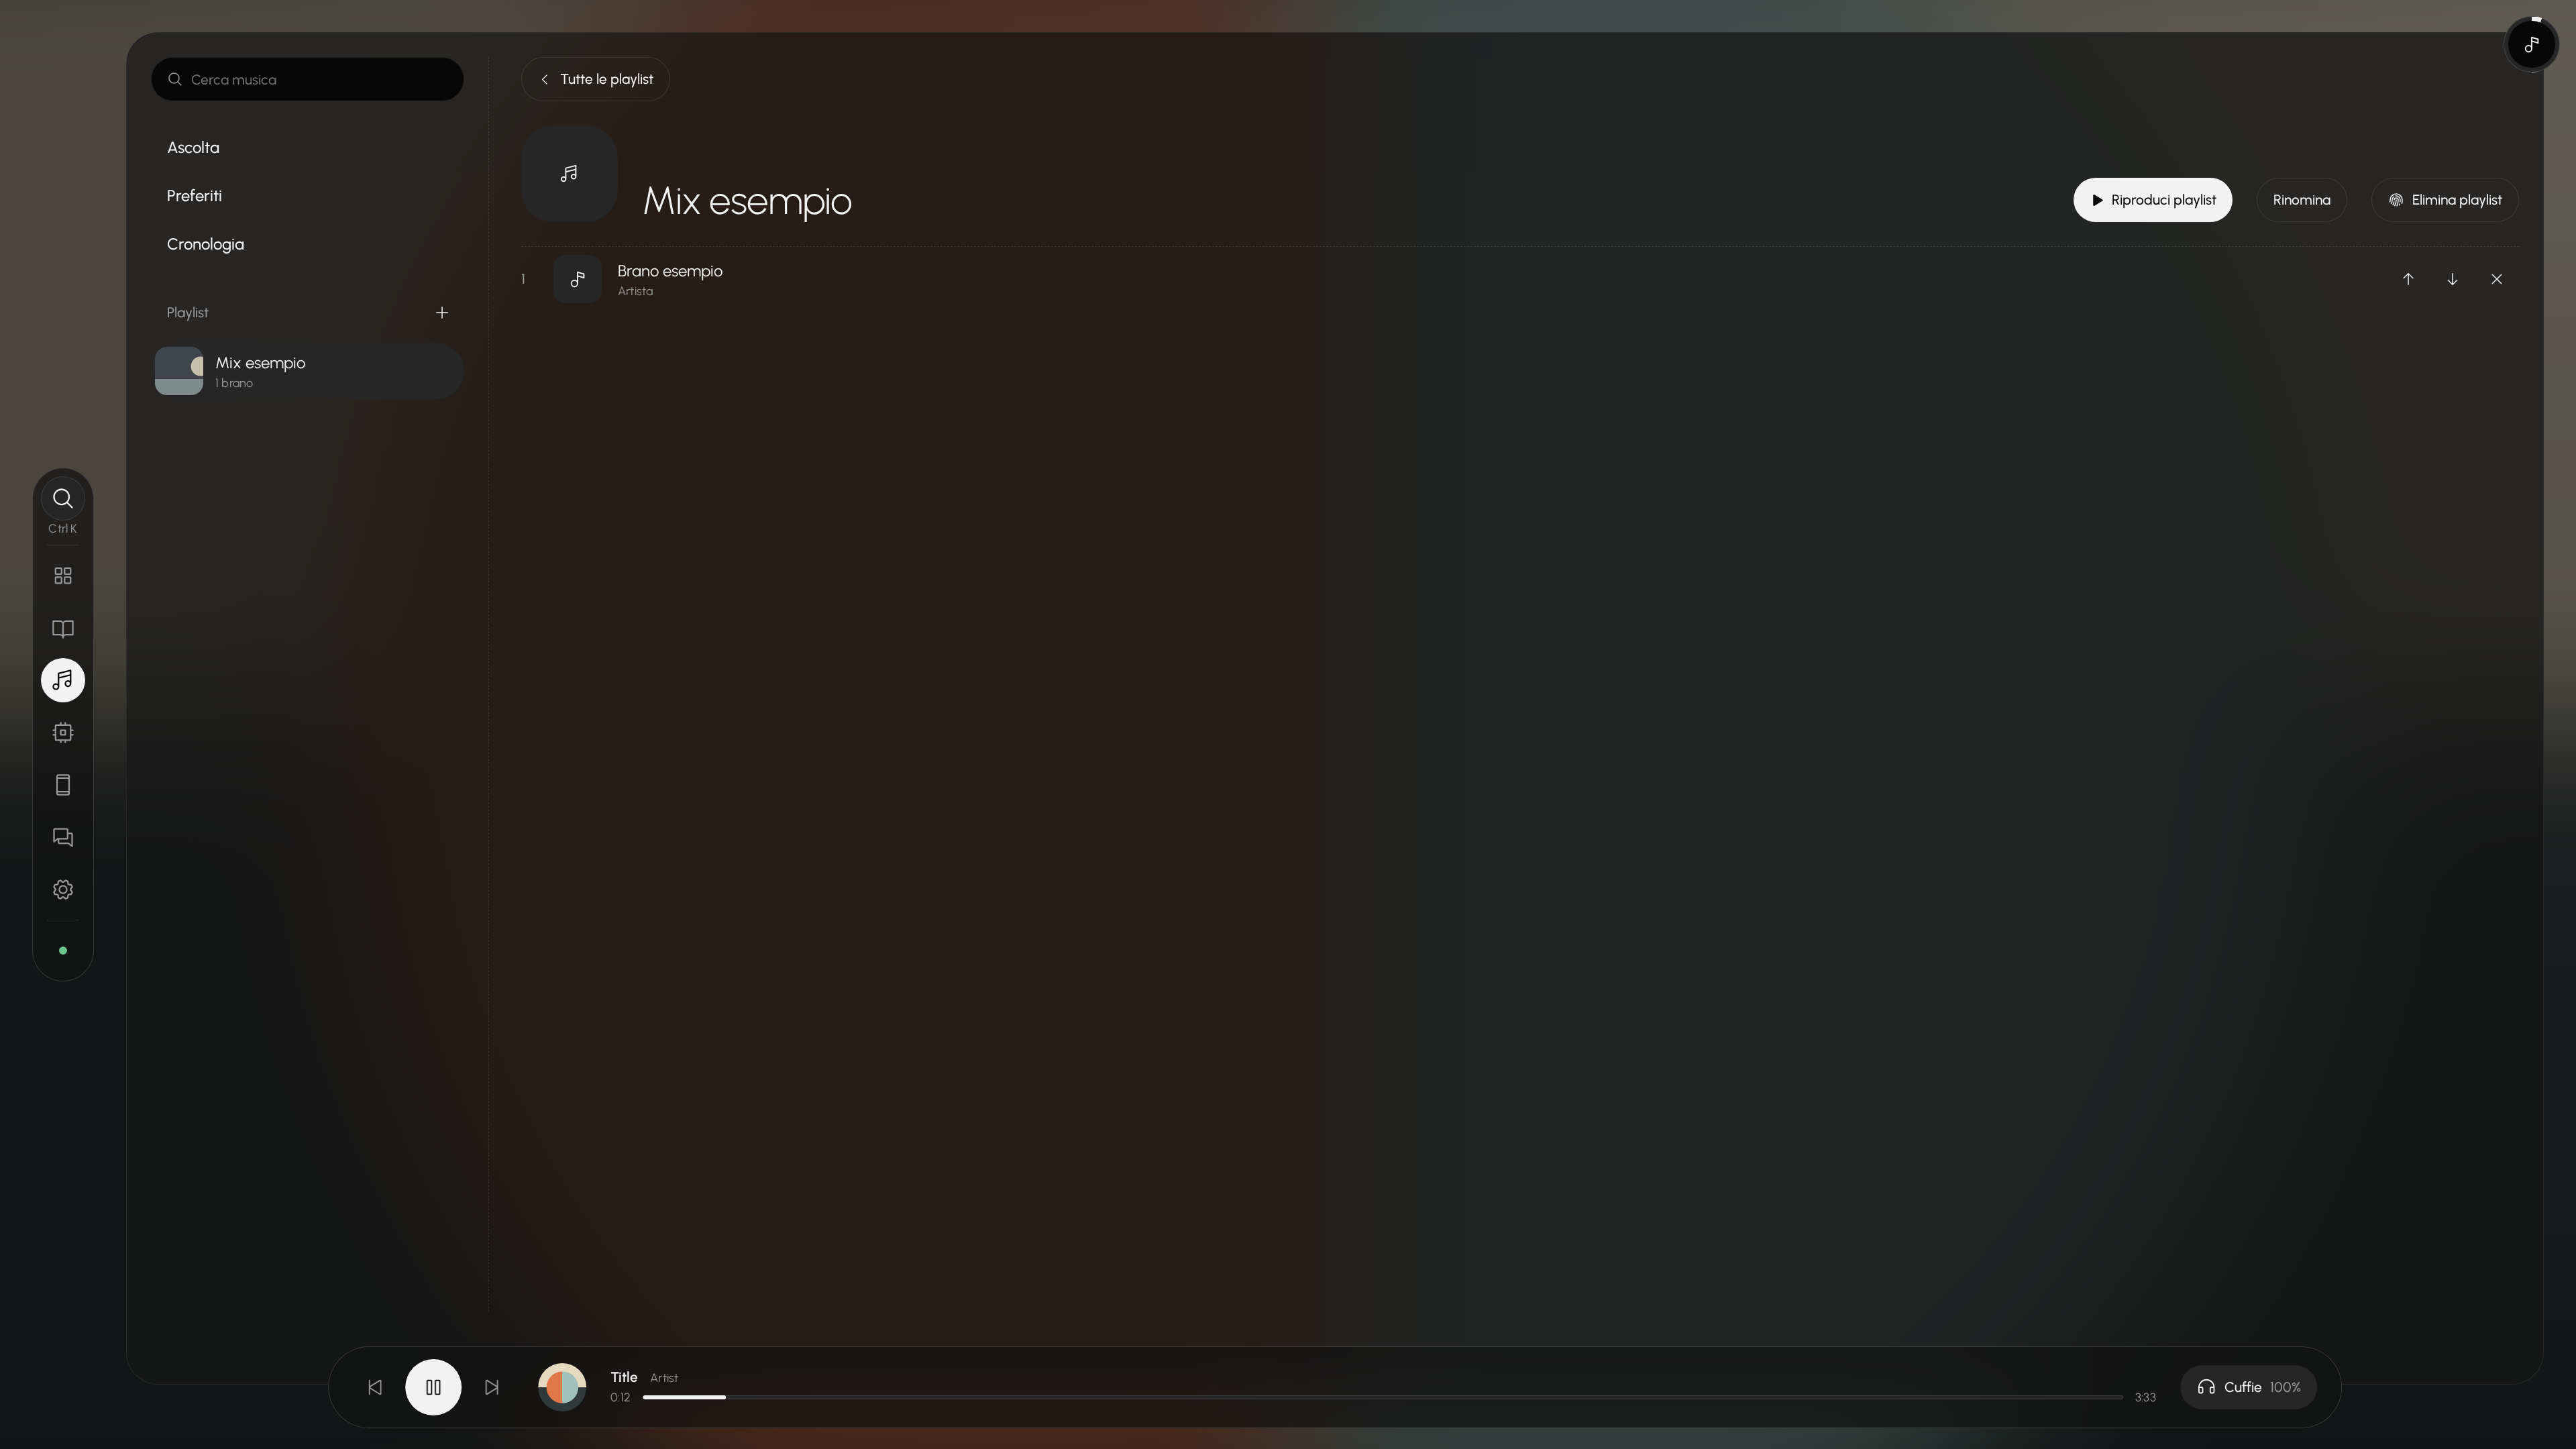 Cerca musica
Tutte le playlist
Ascolta
Preferiti
Cronologia
Playlist
Mix esempio
1 brano
Mix esempio
Riproduci playlist
Rinomina
Elimina playlist
1
Brano esempio
Artista
Ctrl K
Title Artist
0:12
3:33
Cuffie 100%